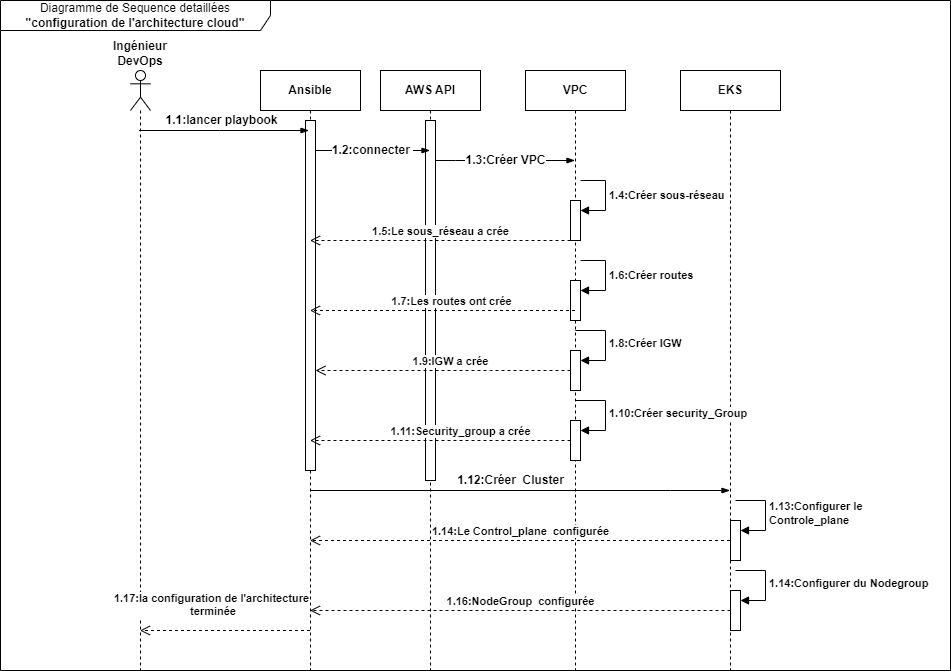 Diagramme de Sequence detaillées
"configuration de l'architecture cloud"
Ingénieur
DevOps
Ansible
AWS API
VPC
EKS
1.1:lancer playbook
1.2:connecter
1.3:Créer VPC
1.4:Créer sous-réseau
1.5:Le sous_réseau a crée
1.6:Créer routes
1.7:Les routes ont crée
1.8:Créer IGW
1.9:IGW a crée
1.10:Créer security_Group
1.11:Security_group a crée
1.12:Créer Cluster
1.13:Configurer le
Controle_plane
1.14:Le Control_plane configurée
1.14:Configurer du Nodegroup
1.16:NodeGroup configurée
1.17:la configuration de l'architecture
terminée